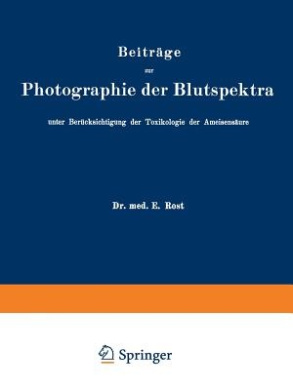 Beiträge
zur
Photographie der Blutspektra
unter Berücksichtigung der Toxikologie der Ameisensäure
Dr. med. E. Rost
Springer